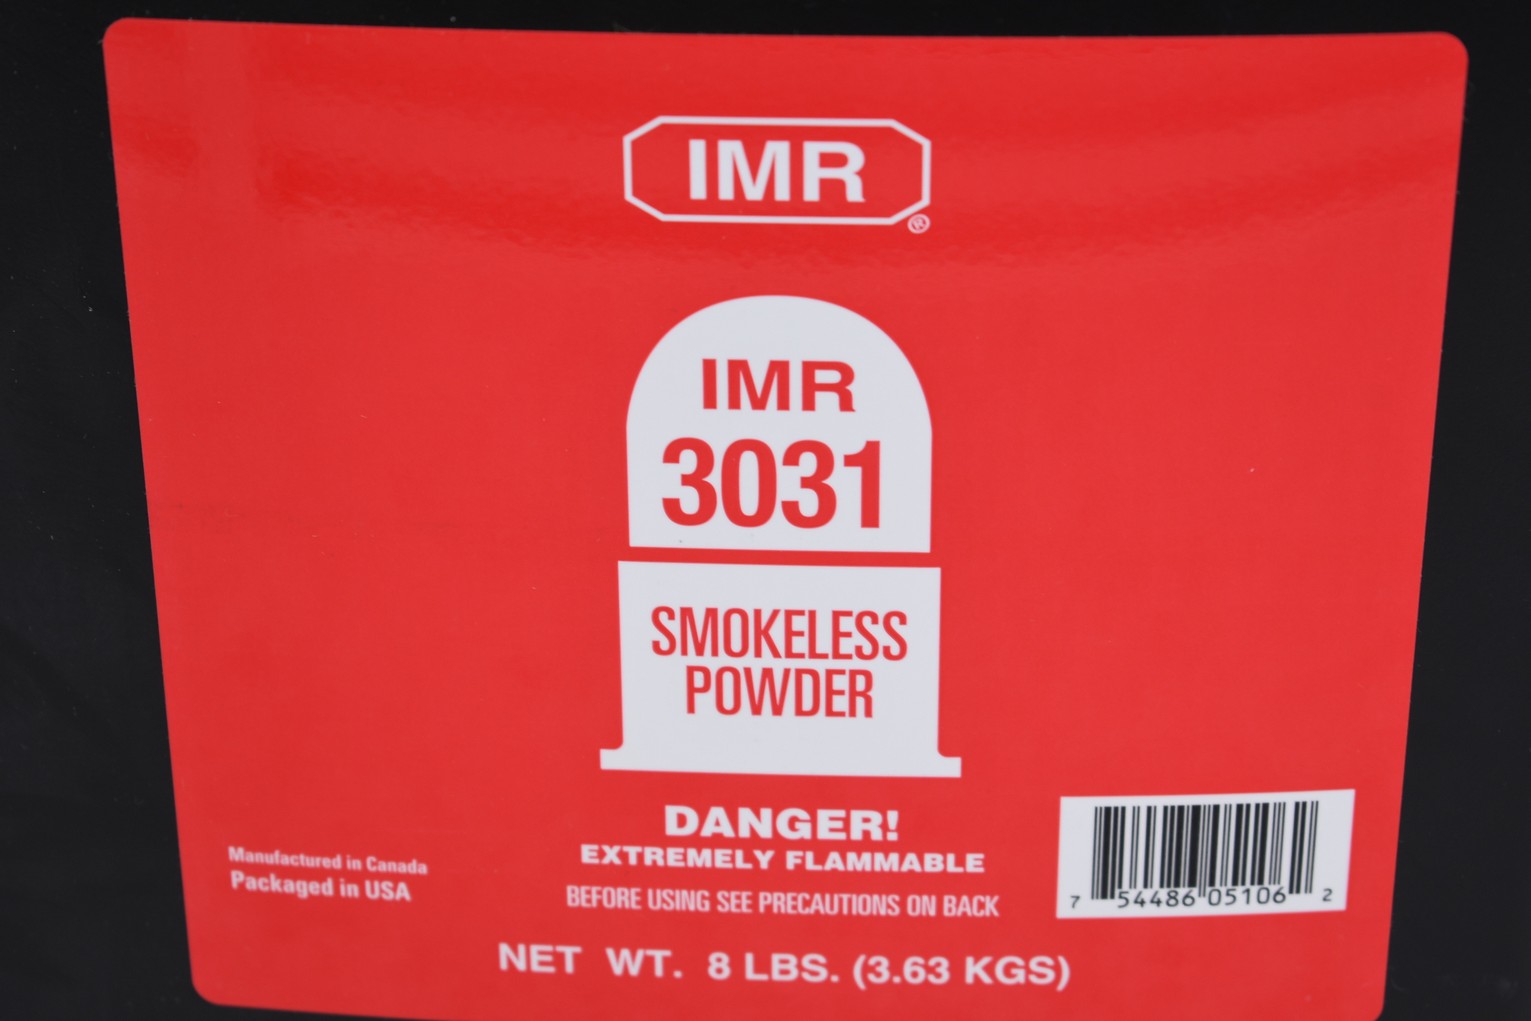 IMR
®
IMR
3031
SMOKELESS
POWDER
DANGER!
EXTREMELY FLAMMABLE
BEFORE USING SEE PRECAUTIONS ON BACK
Manufactured in Canada
Packaged in USA
7 54486 05106 2
NET WT. 8 LBS. (3.63 KGS)